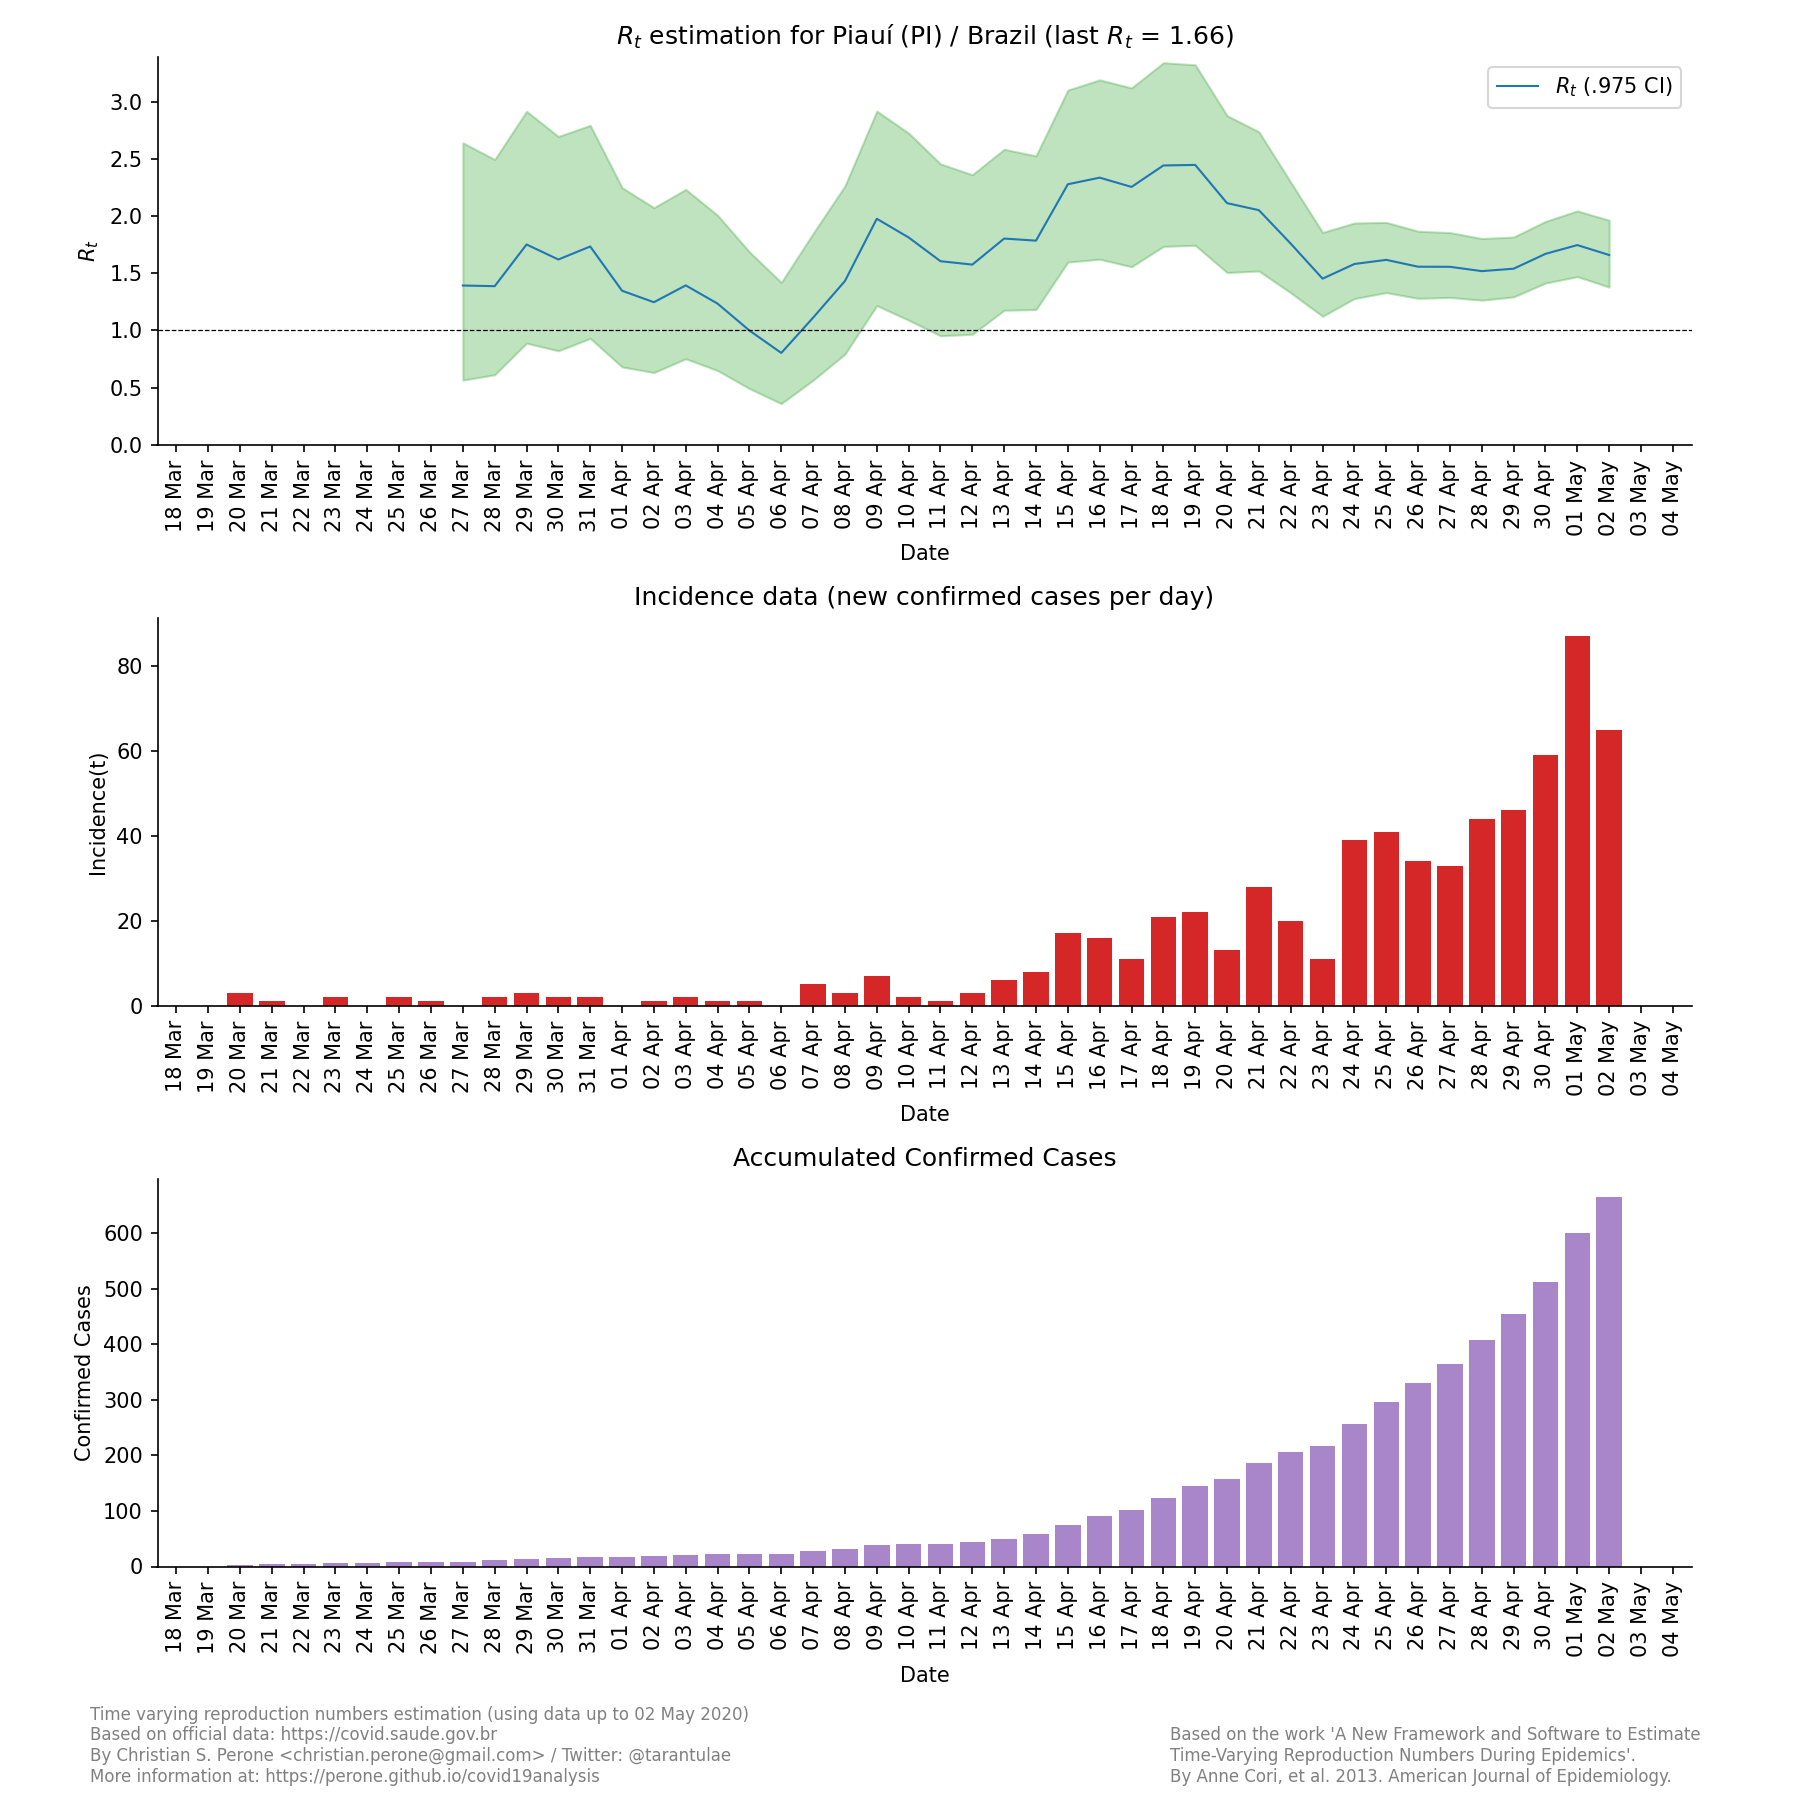 Rt estimation for Piauí (PI) / Brazil (last Rt = 1.66)
Rt (.975 CI)
Rt
3.0
2.5
2.0
1.5
1.0
0.5
0.0
18 Mar 19 Mar 20 Mar 21 Mar 22 Mar 23 Mar 24 Mar 25 Mar 26 Mar 27 Mar 28 Mar 29 Mar 30 Mar 31 Mar 01 Apr 02 Apr 03 Apr 04 Apr 05 Apr 06 Apr 07 Apr 08 Apr 09 Apr 10 Apr 11 Apr 12 Apr 13 Apr 14 Apr 15 Apr 16 Apr 17 Apr 18 Apr 19 Apr 20 Apr 21 Apr 22 Apr 23 Apr 24 Apr 25 Apr 26 Apr 27 Apr 28 Apr 29 Apr 30 Apr 01 May 02 May 03 May 04 May
Date
Incidence data (new confirmed cases per day)
Incidence(t)
80
60
40
20
0
18 Mar 19 Mar 20 Mar 21 Mar 22 Mar 23 Mar 24 Mar 25 Mar 26 Mar 27 Mar 28 Mar 29 Mar 30 Mar 31 Mar 01 Apr 02 Apr 03 Apr 04 Apr 05 Apr 06 Apr 07 Apr 08 Apr 09 Apr 10 Apr 11 Apr 12 Apr 13 Apr 14 Apr 15 Apr 16 Apr 17 Apr 18 Apr 19 Apr 20 Apr 21 Apr 22 Apr 23 Apr 24 Apr 25 Apr 26 Apr 27 Apr 28 Apr 29 Apr 30 Apr 01 May 02 May 03 May 04 May
Date
Accumulated Confirmed Cases
Confirmed Cases
600
500
400
300
200
100
0
18 Mar 19 Mar 20 Mar 21 Mar 22 Mar 23 Mar 24 Mar 25 Mar 26 Mar 27 Mar 28 Mar 29 Mar 30 Mar 31 Mar 01 Apr 02 Apr 03 Apr 04 Apr 05 Apr 06 Apr 07 Apr 08 Apr 09 Apr 10 Apr 11 Apr 12 Apr 13 Apr 14 Apr 15 Apr 16 Apr 17 Apr 18 Apr 19 Apr 20 Apr 21 Apr 22 Apr 23 Apr 24 Apr 25 Apr 26 Apr 27 Apr 28 Apr 29 Apr 30 Apr 01 May 02 May 03 May 04 May
Date
Time varying reproduction numbers estimation (using data up to 02 May 2020)
Based on official data: https://covid.saude.gov.br
By Christian S. Perone <christian.perone@gmail.com> / Twitter: @tarantulae
More information at: https://perone.github.io/covid19analysis
Based on the work 'A New Framework and Software to Estimate
Time-Varying Reproduction Numbers During Epidemics'.
By Anne Cori, et al. 2013. American Journal of Epidemiology.